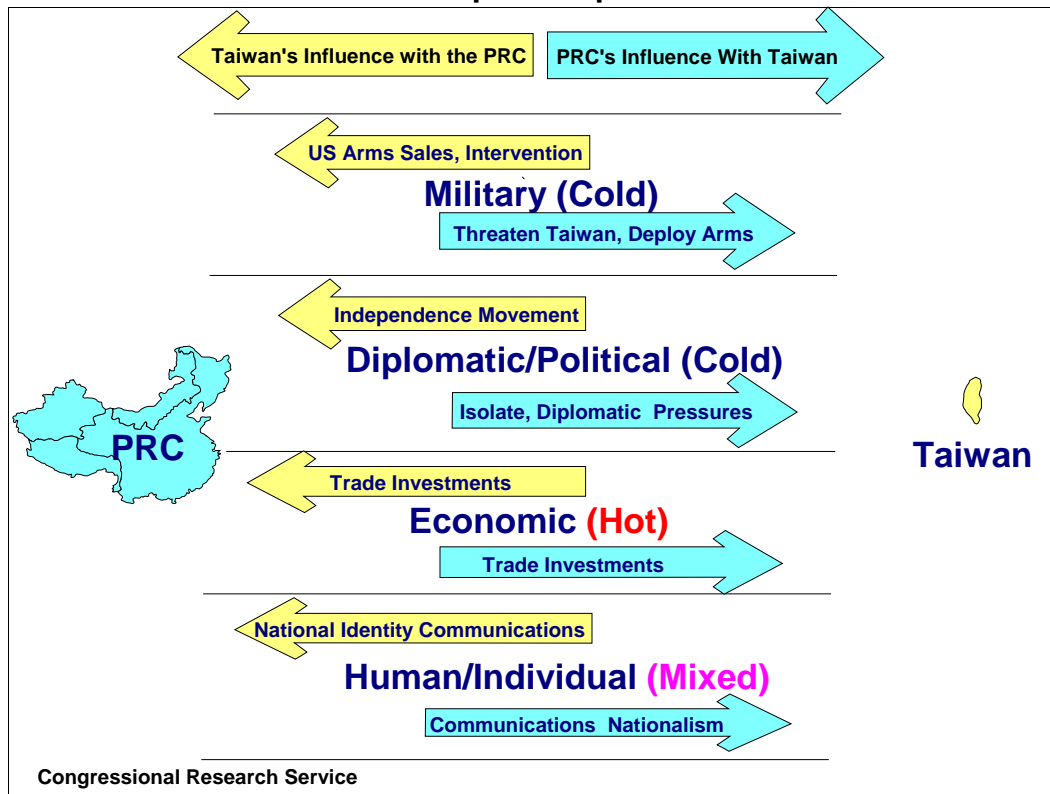 Taiwan's Influence with the PRC
PRC's Influence With Taiwan
US Arms Sales, Intervention
Military (Cold)
Threaten Taiwan, Deploy Arms
Independence Movement
Diplomatic/Political (Cold)
Isolate, Diplomatic Pressures
PRC
Taiwan
Trade Investments
Economic (Hot)
Trade Investments
National Identity Communications
Human/Individual (Mixed)
Communications Nationalism
Congressional Research Service